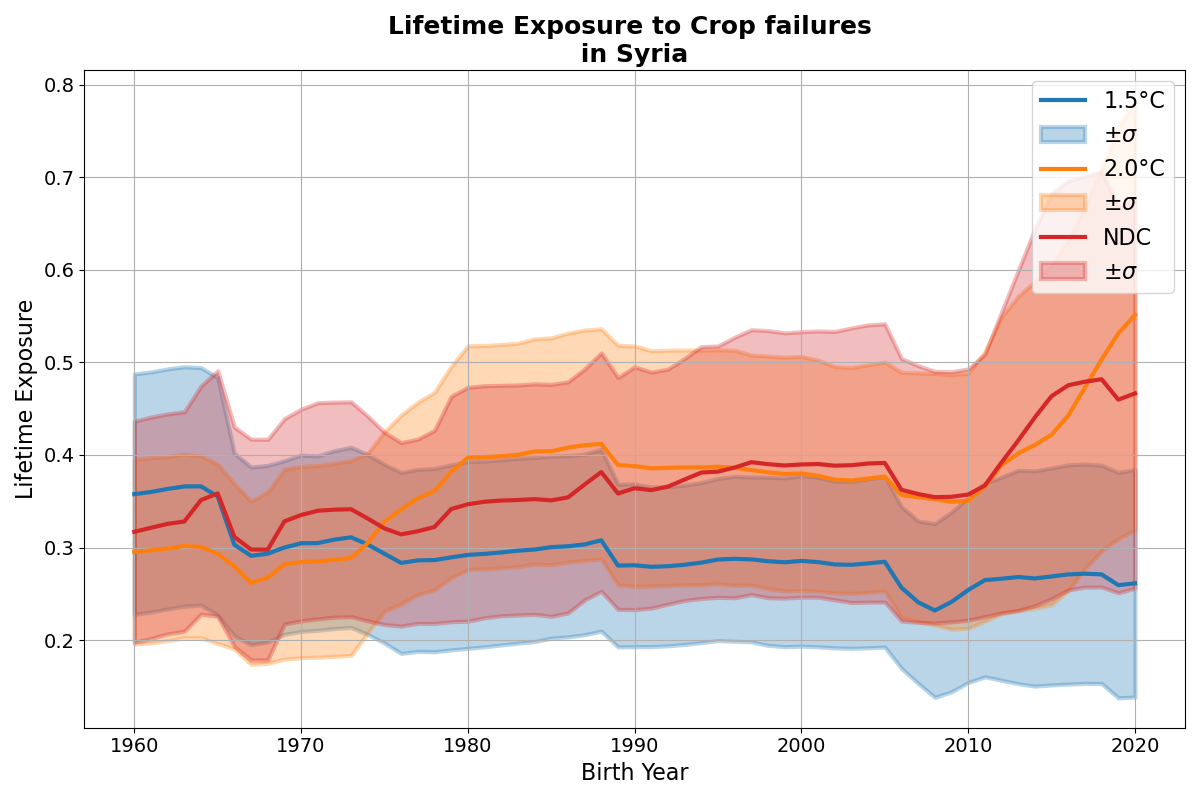 Lifetime Exposure to Crop failures
in Syria
Lifetime Exposure
0.8
0.7
0.6
0.5
0.4
0.3
0.2
1960
1970
1980
1990
2000
2010
2020
Birth Year
1.5°C
±σ
2.0°C
±σ
NDC
±σ